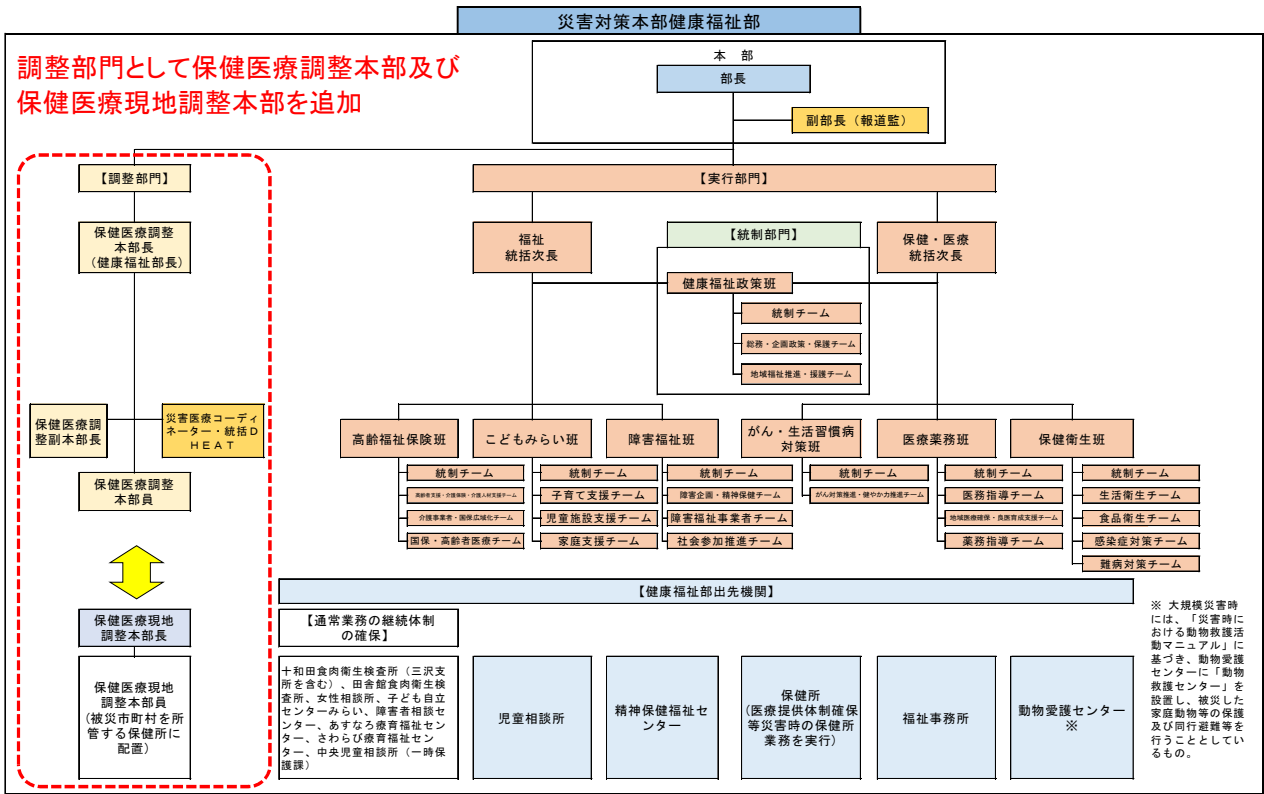 災害対策本部健康福祉部
調整部門として保健医療調整本部及び
保健医療現地調整本部を追加
本 部
部長
副部長（報道監）
【調整部門】
保健医療調整
本部長
（健康福祉部長）
保健医療調
整副本部長
災害医療コーディ
ネーター・統括Ｄ
ＨＥＡＴ
保健医療調整
本部員
保健医療現地
調整本部長
保健医療現地
調整本部員
(被災市町村を所
管する保健所に
配置)
【実行部門】
福祉
統括次長
【統制部門】
保健・医療
統括次長
健康福祉政策班
統制チーム
総務・企画政策・保護チーム
地域福祉推進・援護チーム
高齢福祉保険班
統制チーム
高齢者支援・介護保険・介護人材支援チーム
介護事業者・国保広域化チーム
国保・高齢者医療チーム
こどもみらい班
統制チーム
子育て支援チーム
児童施設支援チーム
家庭支援チーム
障害福祉班
統制チーム
障害企画・精神保健チーム
障害福祉事業者チーム
社会参加推進チーム
がん・生活習慣病
対策班
統制チーム
がん対策推進・健やか力推進チーム
医療薬務班
統制チーム
医務指導チーム
地域医療確保・良医育成支援チーム
薬務指導チーム
保健衛生班
統制チーム
生活衛生チーム
食品衛生チーム
感染症対策チーム
難病対策チーム
【健康福祉部出先機関】
【通常業務の継続体制
の確保】
十和田食肉衛生検査所（三沢支
所を含む）、田舎館食肉衛生検
査所、女性相談所、子ども自立
センターみらい、障害者相談セ
ンター、あすなろ療育福祉セン
ター、さわらび療育福祉セン
ター、中央児童相談所（一時保
護課）
児童相談所
精神保健福祉セ
ンター
保健所
(医療提供体制確保
等災害時の保健所
業務を実行)
福祉事務所
動物愛護センター
※
※ 大規模災害時
には、「災害時に
おける動物救護活
動マニュアル」に
基づき、動物愛護
センターに「動物
救護センター」を
設置し、被災した
家庭動物等の保護
及び同行避難等を
行うこととしてい
るもの。